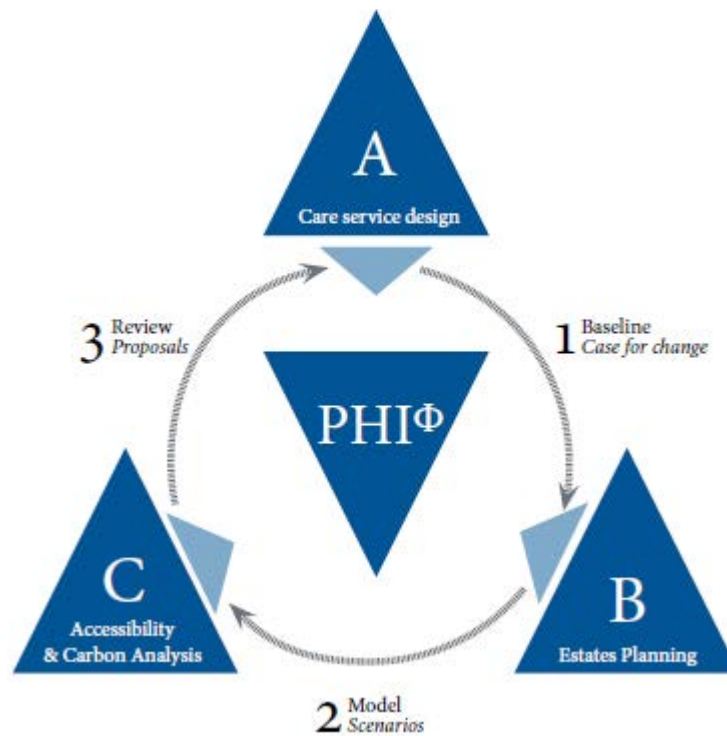 A
Care service design
3 Review
Proposals
1 Baseline
Case for change
PHIΦ
C
Accessibility
& Carbon Analysis
B
Estates Planning
2 Model
Scenarios